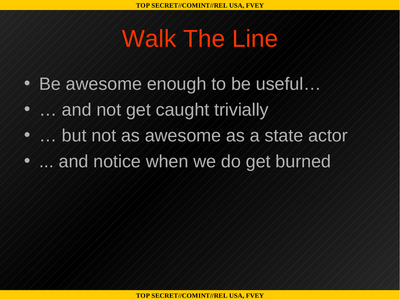 TOP SECRET//COMINT//REL USA, FVEY
Walk The Line
• Be awesome enough to be useful…
• … and not get caught trivially
• … but not as awesome as a state actor
• ... and notice when we do get burned
TOP SECRET//COMINT//REL USA, FVEY